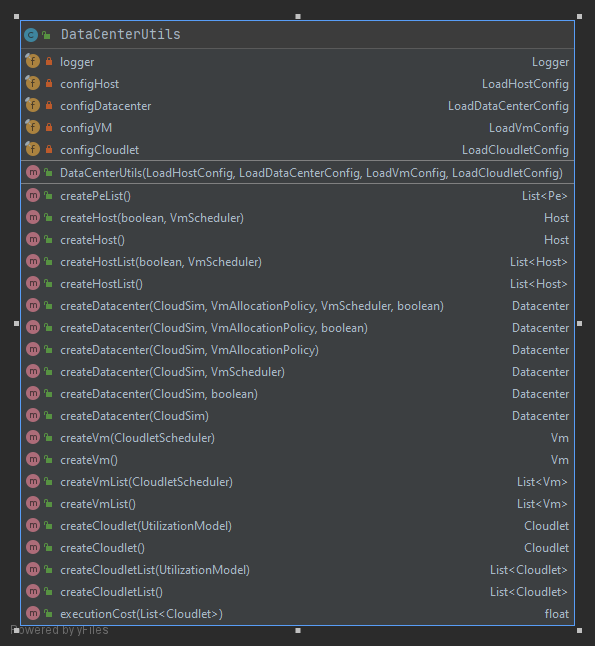 DataCenterUtils
logger Logger
configHost LoadHostConfig
configDatacenter LoadDataCenterConfig
configVM LoadVmConfig
configCloudlet LoadCloudletConfig
DataCenterUtils(LoadHostConfig, LoadDataCenterConfig, LoadVmConfig, LoadCloudletConfig)
createPeList() List<Pe>
createHost(boolean, VmScheduler) Host
createHost() Host
createHostList(boolean, VmScheduler) List<Host>
createHostList() List<Host>
createDatacenter(CloudSim, VmAllocationPolicy, VmScheduler, boolean) Datacenter
createDatacenter(CloudSim, VmAllocationPolicy, boolean) Datacenter
createDatacenter(CloudSim, VmAllocationPolicy) Datacenter
createDatacenter(CloudSim, VmScheduler) Datacenter
createDatacenter(CloudSim, boolean) Datacenter
createDatacenter(CloudSim) Datacenter
createVm(CloudletScheduler) Vm
createVm() Vm
createVmList(CloudletScheduler) List<Vm>
createVmList() List<Vm>
createCloudlet(UtilizationModel) Cloudlet
createCloudlet() Cloudlet
createCloudletList(UtilizationModel) List<Cloudlet>
createCloudletList() List<Cloudlet>
executionCost(List<Cloudlet>) float
Powered by yFiles